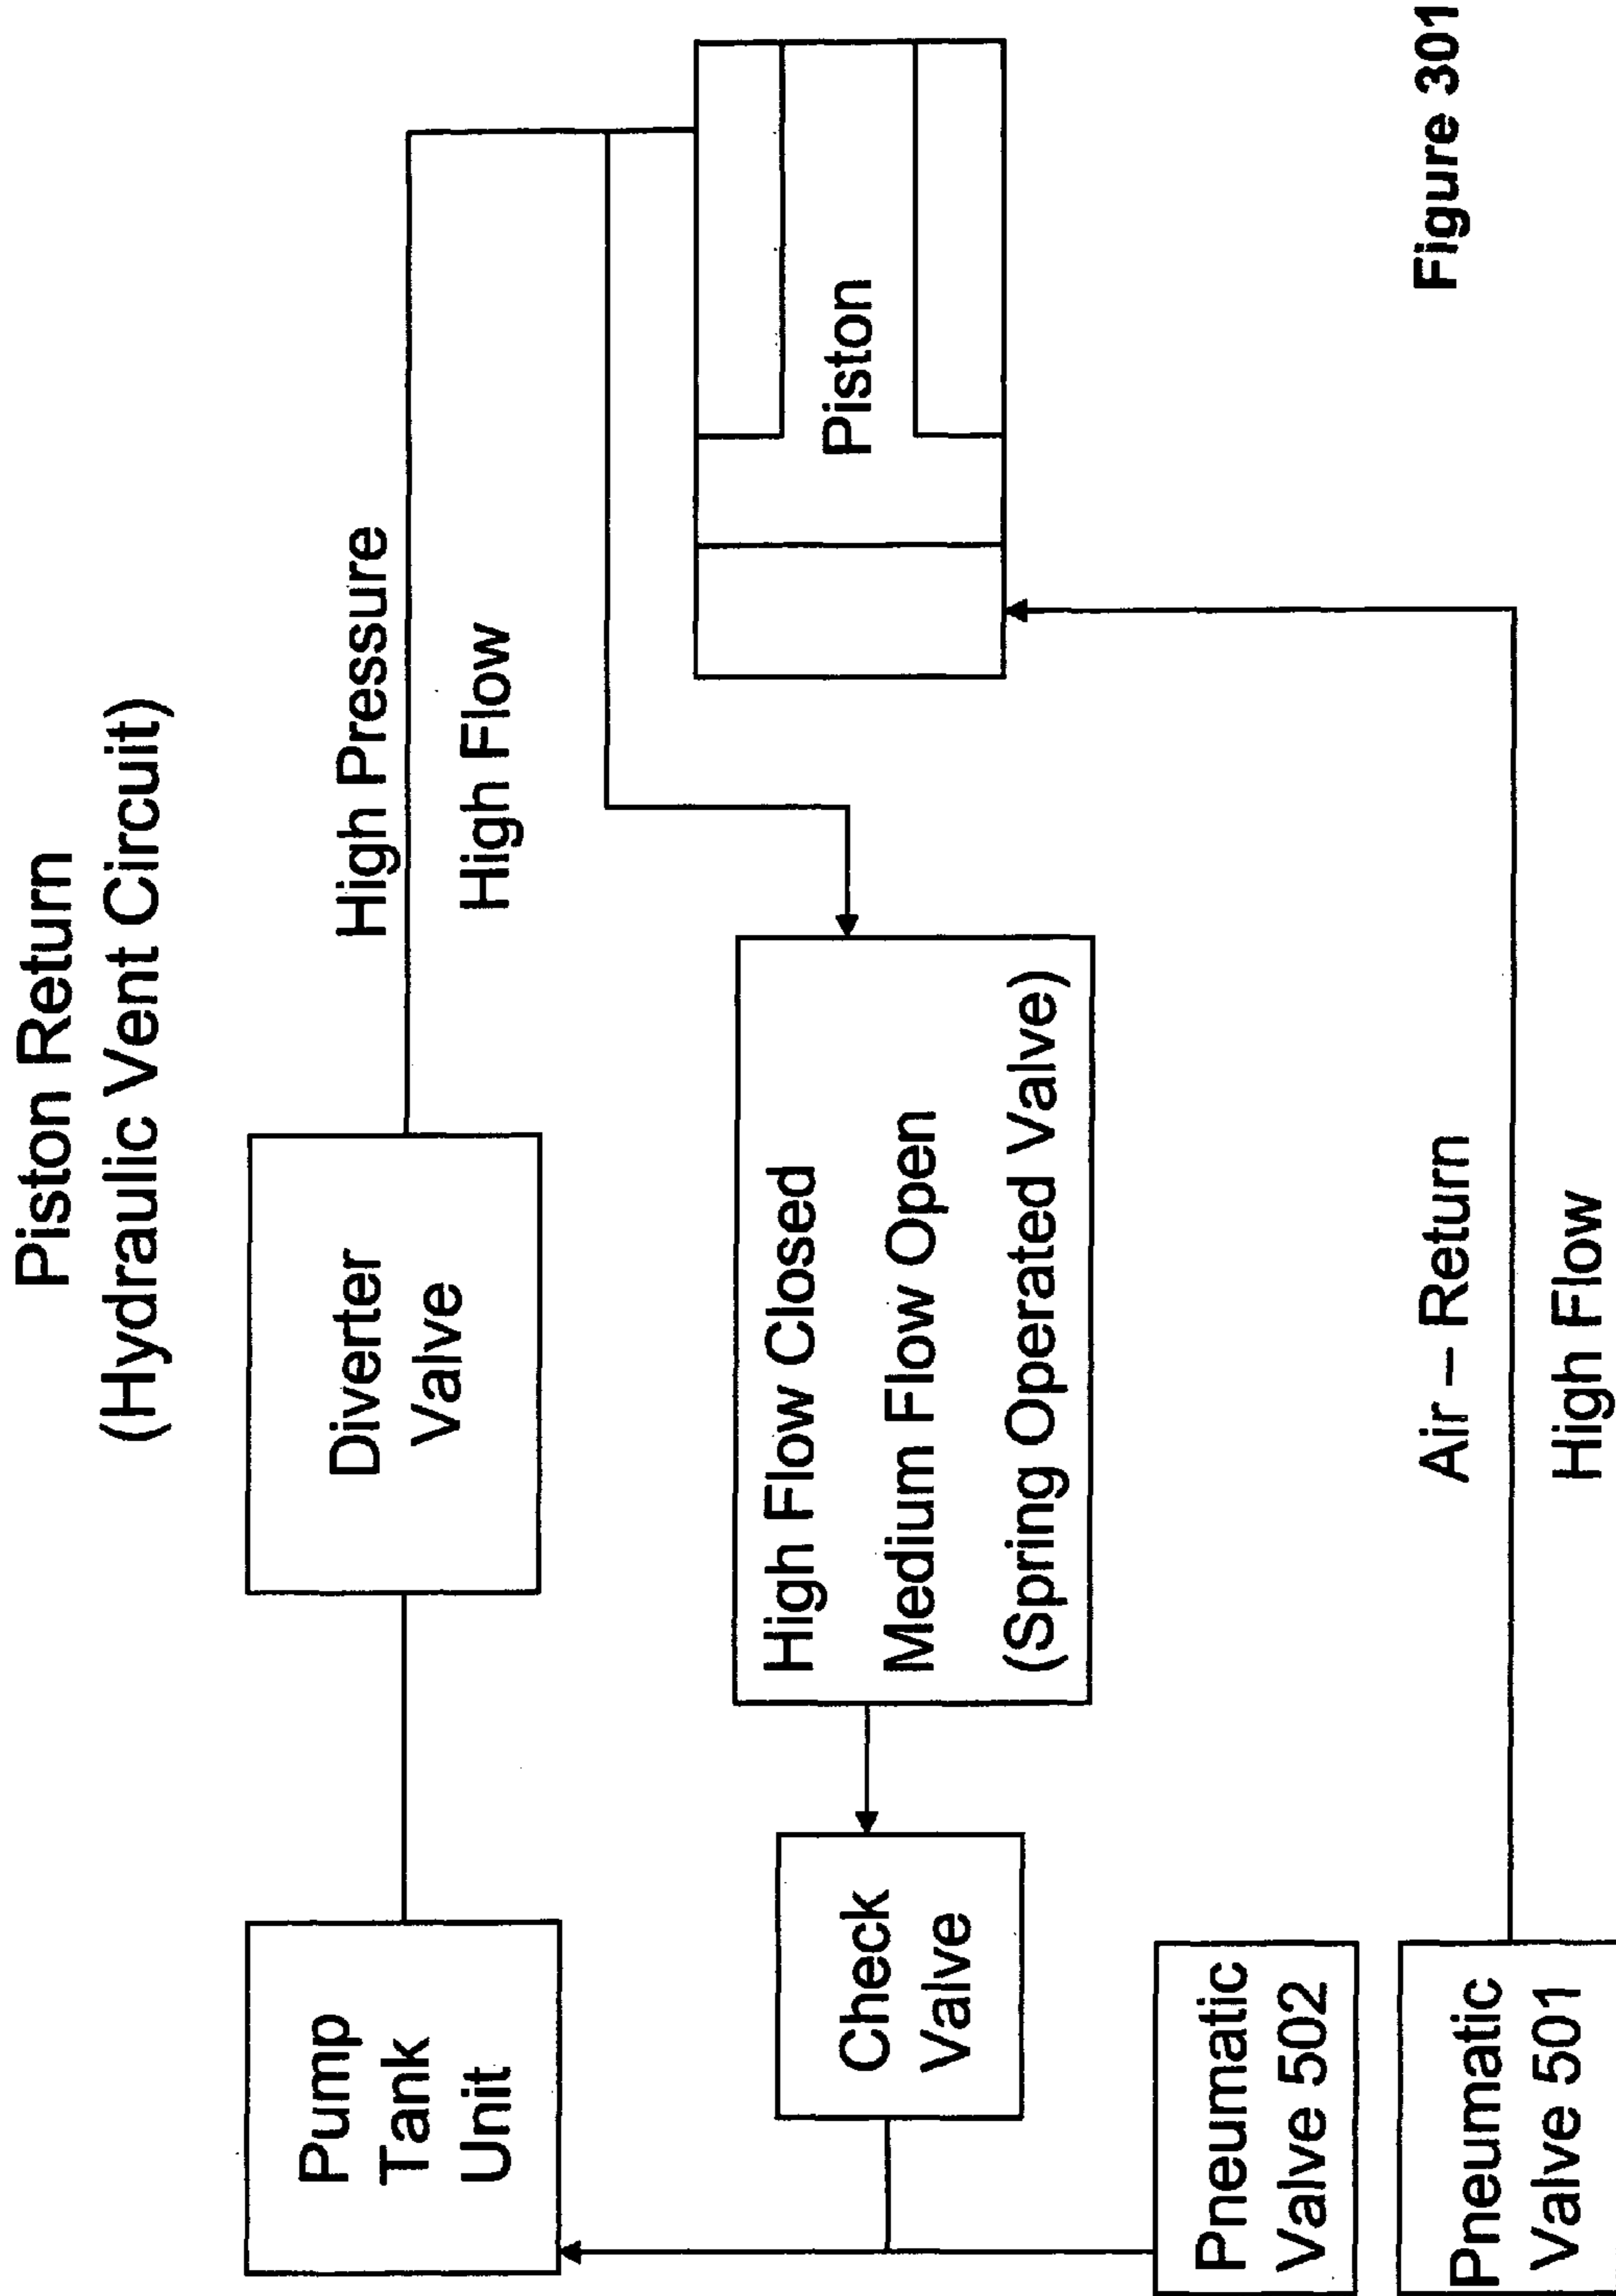 Piston Return
(Hydraulic Vent Circuit)
Pump
Tank
Unit
Diverter
Valve
High Pressure
High Flow
Check
Valve
High Flow Closed
Medium Flow Open
(Spring Operated Valve)
Piston
Pneumatic
Valve 502
Pneumatic
Valve 501
Air – Return
High Flow
Figure 301